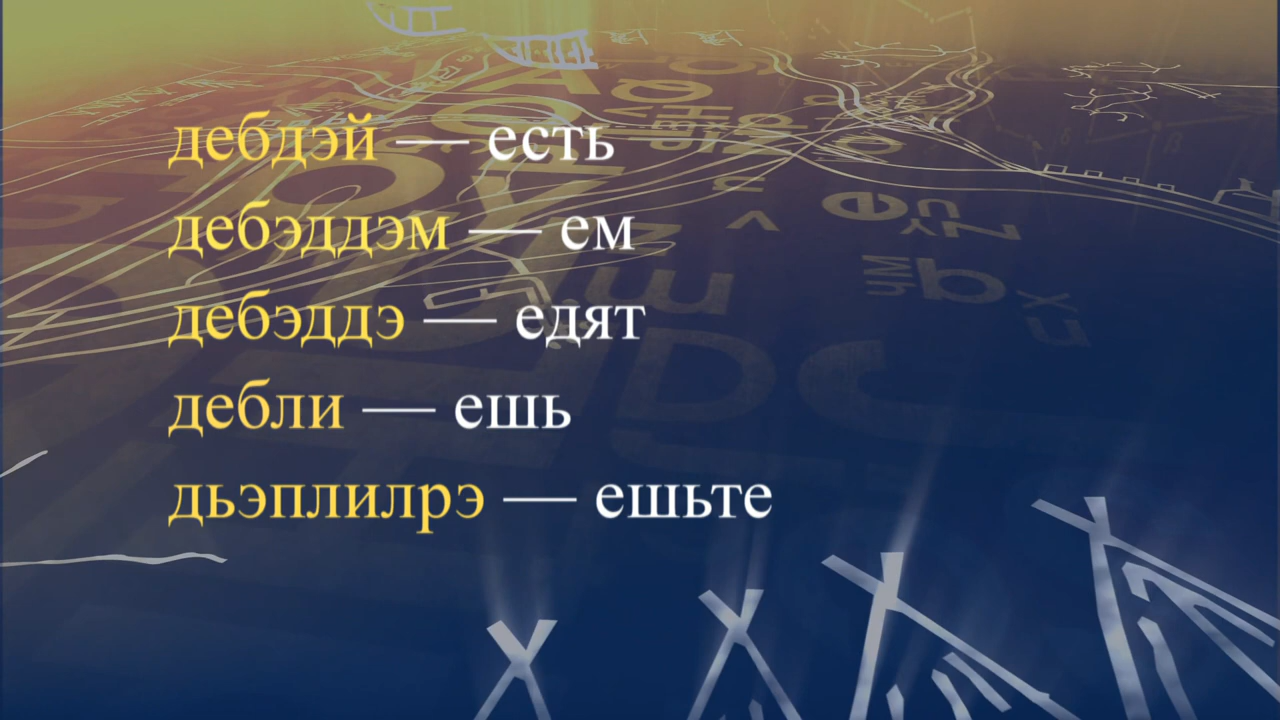 дебдэй — есть
дебэддэм — ем
дебэддэ — едят
дебли — ешь
дьэплилрэ — ешьте